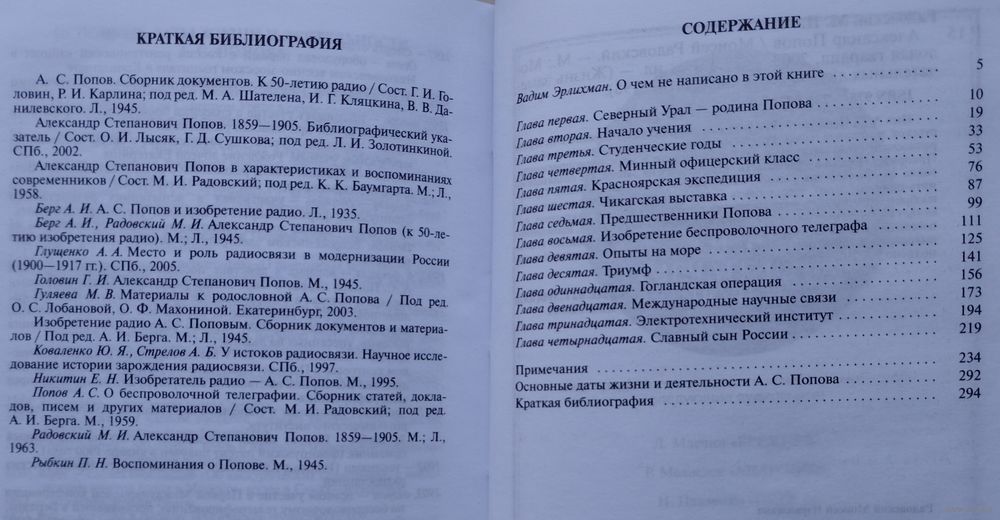 КРАТКАЯ БИБЛИОГРАФИЯ
А. С. Попов. Сборник документов. К 50-летию радио / Сост. Г. И. Го-
ловин, Р. И. Карлина; под ред. М. А. Шателена, И. Г. Кляцкина, В. В. Да-
нилевского. Л., 1945.
Александр Степанович Попов. 1859—1905. Библиографический ука-
затель / Сост. О. И. Лысяк, Г. Д. Сушкова; под ред. Л. И. Золотинкиной.
СПб., 2002.
Александр Степанович Попов в характеристиках и воспоминаниях
современников / Сост. М. И. Радовский; под ред. К. К. Баумгарта. М.; Л.,
1958.
Берг А. И. А. С. Попов и изобретение радио. Л., 1935.
Берг А. И., Радовский М. И. Александр Степанович Попов (к 50-ле-
тию изобретения радио). М.; Л., 1945.
Глущенко А. А. Место и роль радиосвязи в модернизации России
(1900—1917 гг.). СПб., 2005.
Головин Г. И. Александр Степанович Попов. М., 1945.
Гуляева М. В. Материалы к родословной А. С. Попова / Под ред.
О. С. Лобановой, О. Ф. Махониной. Екатеринбург, 2003.
Изобретение радио А. С. Поповым. Сборник документов и материа-
лов / Под ред. А. И. Берга. М.; Л., 1945.
Коваленко Ю. Я., Стрелов А. Б. У истоков радиосвязи. Научное иссле-
дование истории зарождения радиосвязи. СПб., 1997.
Никитин Е. Н. Изобретатель радио — А. С. Попов. М., 1995.
Попов А. С. О беспроволочной телеграфии. Сборник статей, докла-
дов, писем и других материалов / Сост. М. И. Радовский; под ред.
А. И. Берга. М., 1959.
Радовский М. И. Александр Степанович Попов. 1859—1905. М.; Л.,
1963.
Рыбкин П. Н. Воспоминания о Попове. М., 1945.
СОДЕРЖАНИЕ
Вадим Эрлихман. О чем не написано в этой книге . . . . . . . . . . 5
Глава первая. Северный Урал — родина Попова . . . . . . . . . . 10
Глава вторая. Начало учения . . . . . . . . . . 19
Глава третья. Студенческие годы . . . . . . . . . . 33
Глава четвертая. Минный офицерский класс . . . . . . . . . . 53
Глава пятая. Красноярская экспедиция . . . . . . . . . . 76
Глава шестая. Чикагская выставка . . . . . . . . . . 87
Глава седьмая. Предшественники Попова . . . . . . . . . . 99
Глава восьмая. Изобретение беспроволочного телеграфа . . . . . . . . . . 111
Глава девятая. Опыты на море . . . . . . . . . . 125
Глава десятая. Триумф . . . . . . . . . . 141
Глава одиннадцатая. Гогландская операция . . . . . . . . . . 156
Глава двенадцатая. Международные научные связи . . . . . . . . . . 173
Глава тринадцатая. Электротехнический институт . . . . . . . . . . 194
Глава четырнадцатая. Славный сын России . . . . . . . . . . 219
Примечания . . . . . . . . . . 234
Основные даты жизни и деятельности А. С. Попова . . . . . . . . . . 292
Краткая библиография . . . . . . . . . . 294